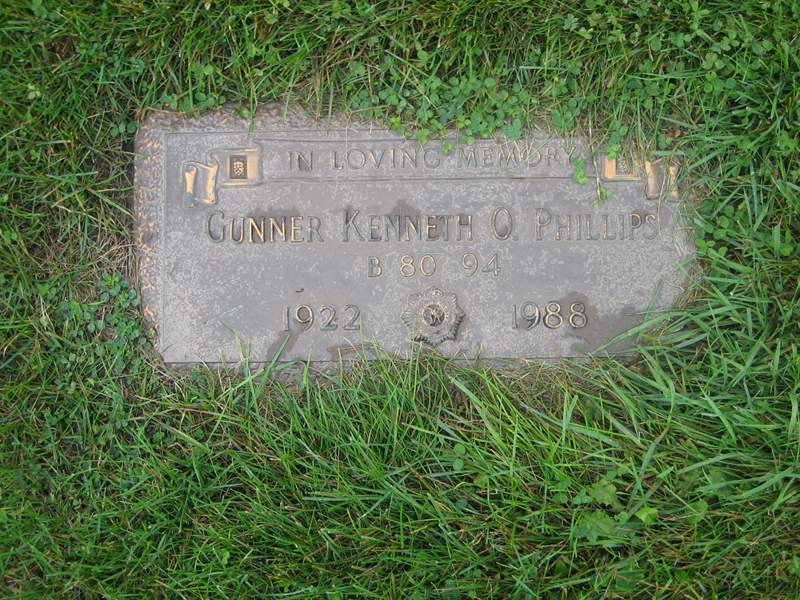 IN LOVING MEMORY
GUNNER KENNETH O. PHILLIPS
B 80 94
1922 1988